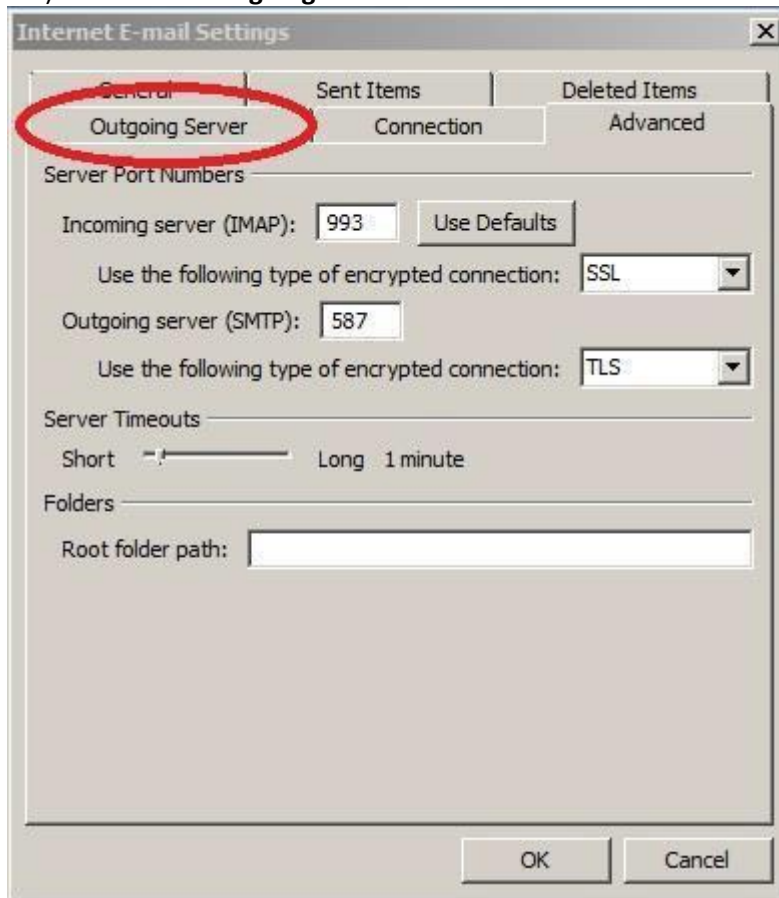 Internet E-mail Settings
General Sent Items Deleted Items
Outgoing Server Connection Advanced
Server Port Numbers
Incoming server (IMAP): 993 Use Defaults
Use the following type of encrypted connection: SSL
Outgoing server (SMTP): 587
Use the following type of encrypted connection: TLS
Server Timeouts
Short Long 1 minute
Folders
Root folder path:
OK Cancel